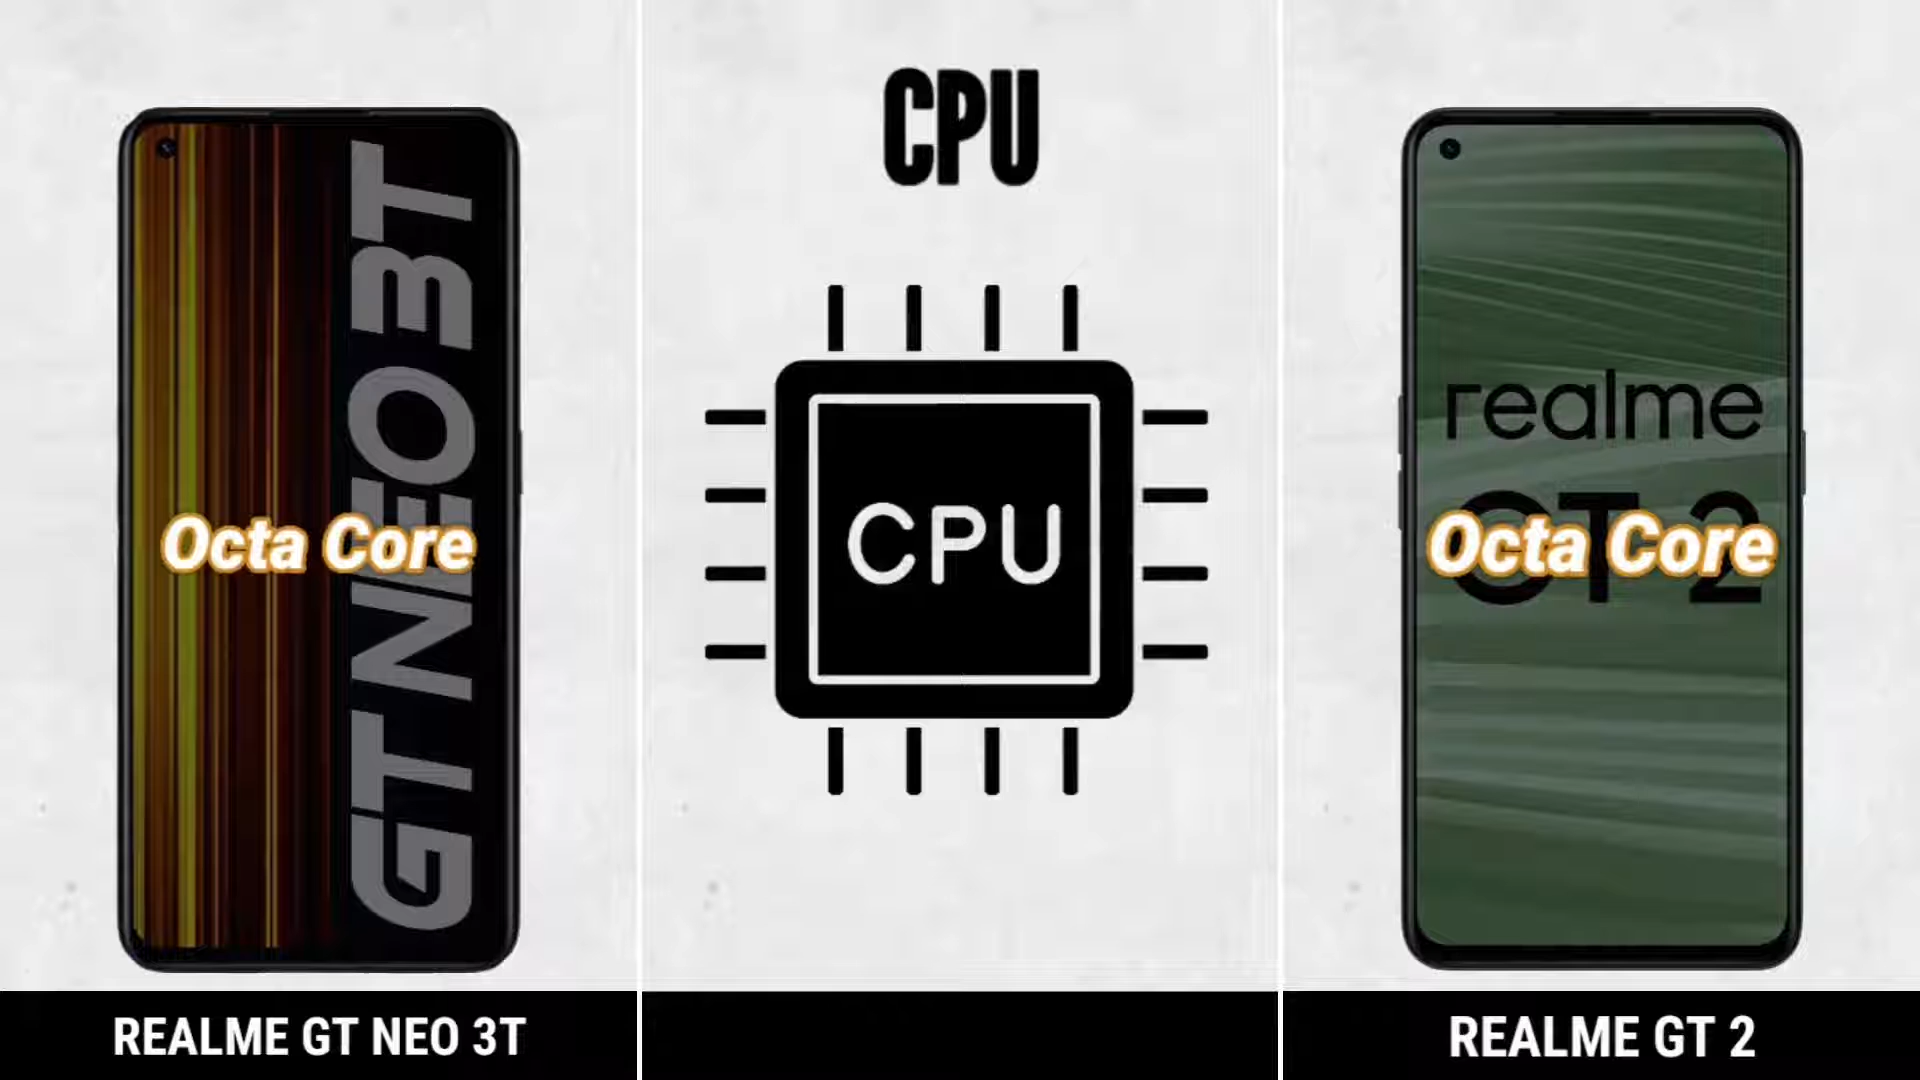 GT NEO 3T
Octa Core
REALME GT NEO 3T
CPU
CPU
realme
GT 2
Octa Core
REALME GT 2